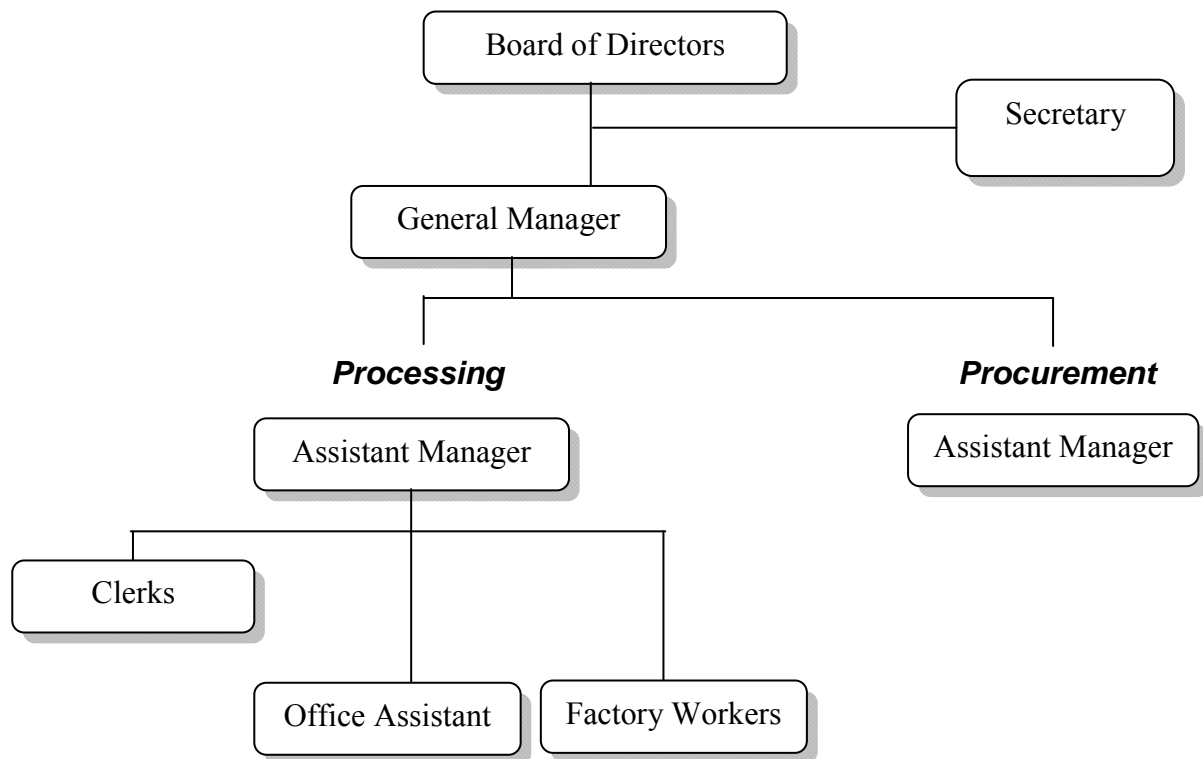 Board of Directors
Secretary
General Manager
Processing
Procurement
Assistant Manager
Assistant Manager
Clerks
Office Assistant
Factory Workers